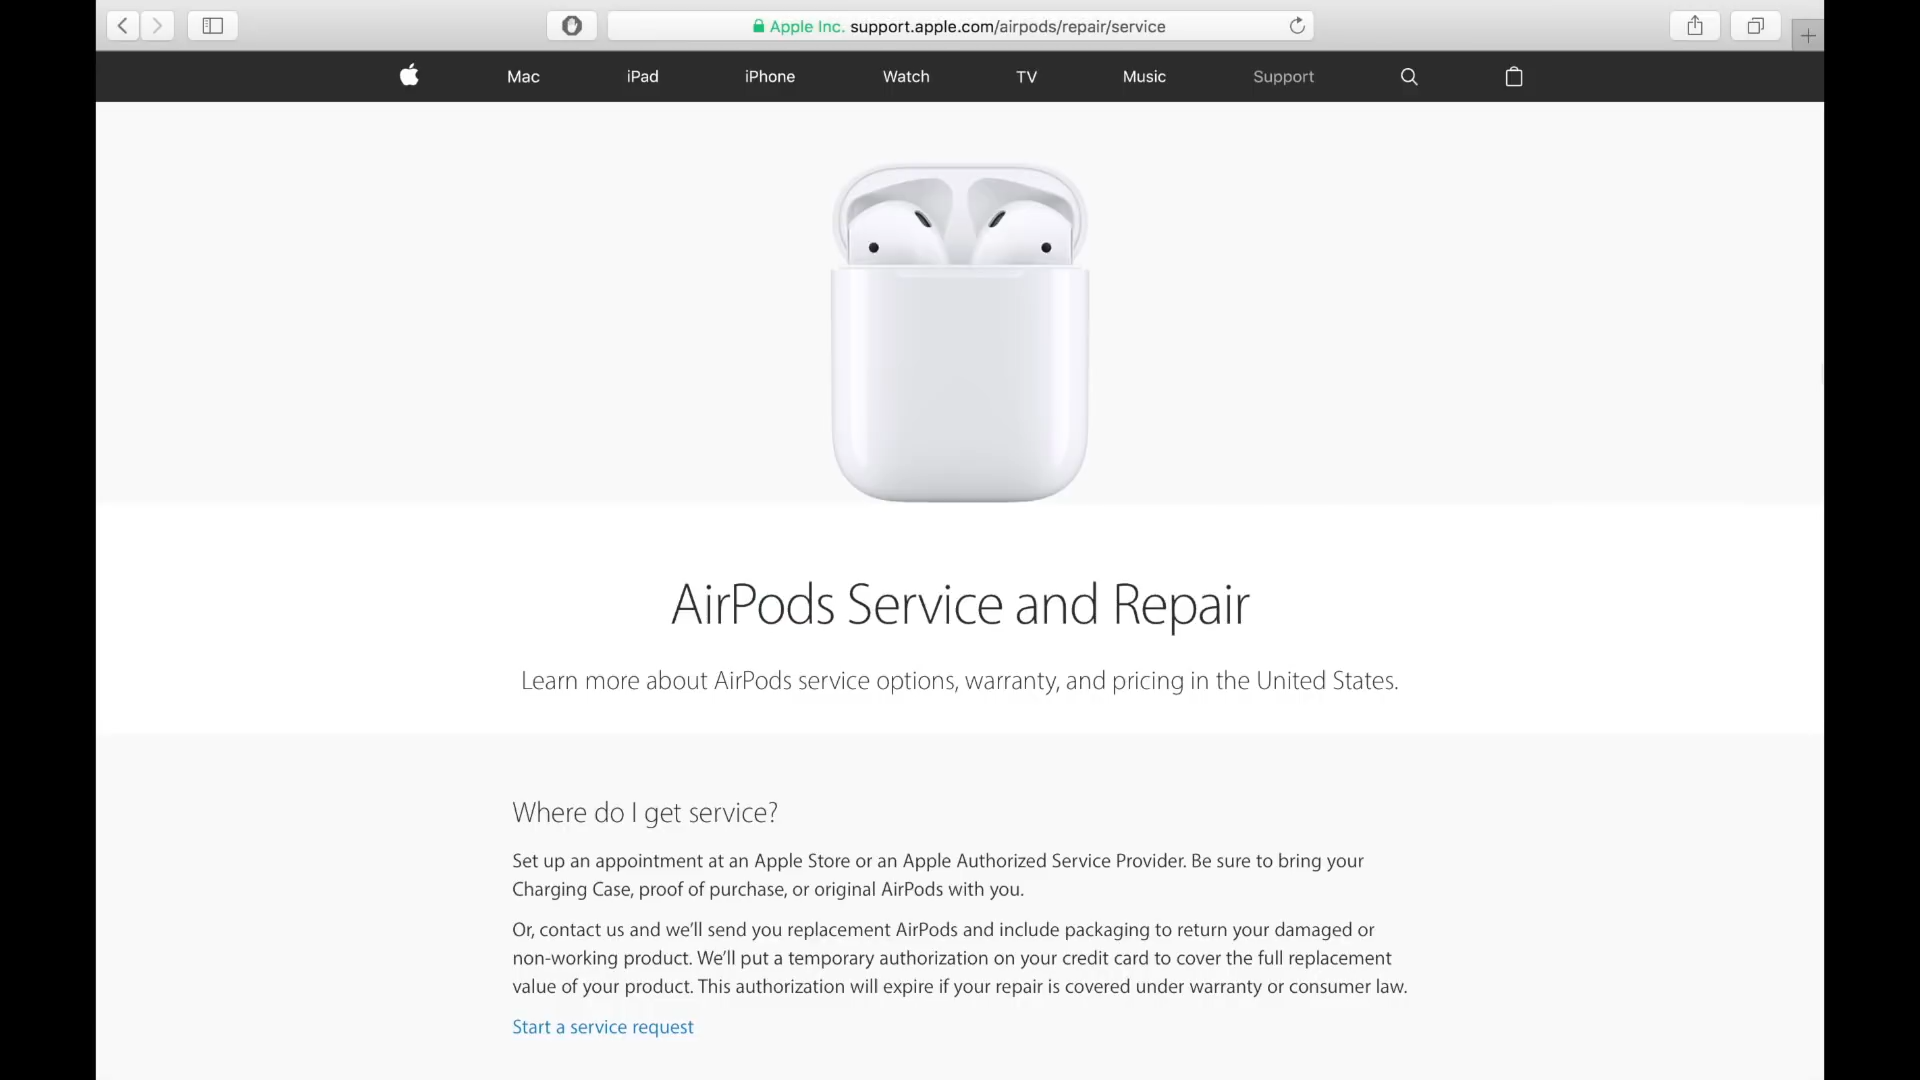 Apple Inc. support.apple.com/airpods/repair/service
Mac iPad iPhone Watch TV Music Support
AirPods Service and Repair
Learn more about AirPods service options, warranty, and pricing in the United States.
Where do I get service?
Set up an appointment at an Apple Store or an Apple Authorized Service Provider. Be sure to bring your
Charging Case, proof of purchase, or original AirPods with you.
Or, contact us and we’ll send you replacement AirPods and include packaging to return your damaged or
non-working product. We’ll put a temporary authorization on your credit card to cover the full replacement
value of your product. This authorization will expire if your repair is covered under warranty or consumer law.
Start a service request